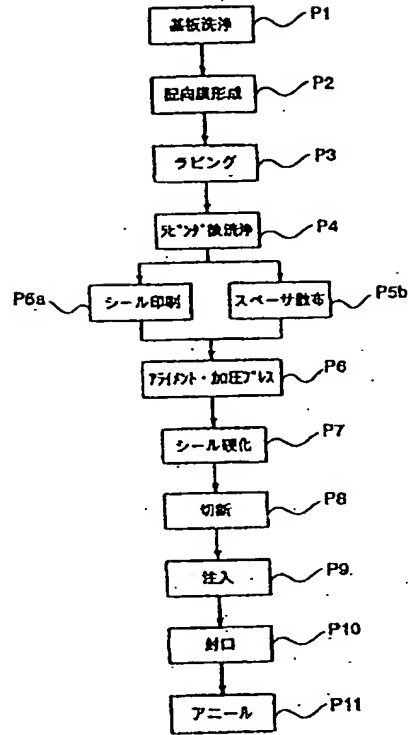 基板洗浄 P1
配向膜形成 P2
ラビング P3
ラビング後洗浄 P4
P6a シール印刷 スペーサ散布 P5b
アライメント・加圧プレス P6
シール硬化 P7
切断 P8
注入 P9
封口 P10
アニール P11